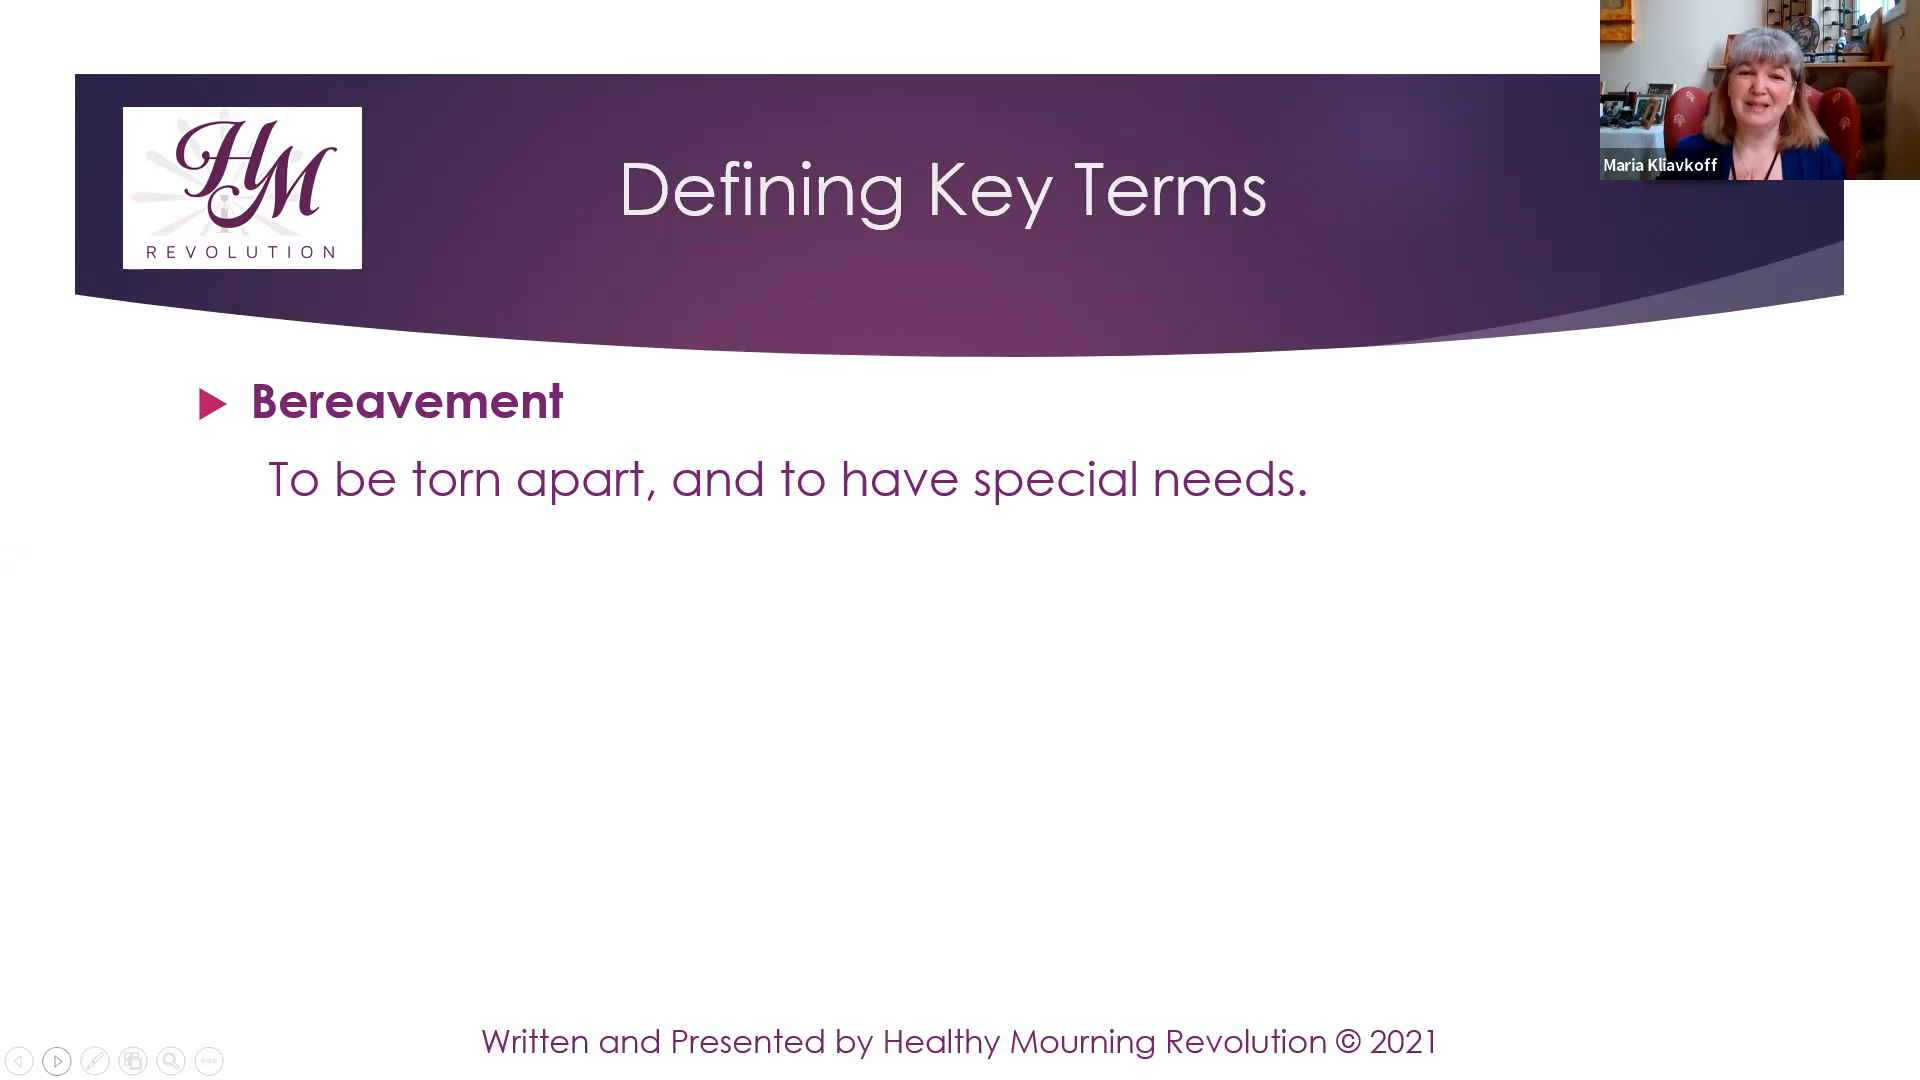 HM
REVOLUTION
Defining Key Terms
Maria Kliavkoff
Bereavement
To be torn apart, and to have special needs.
Written and Presented by Healthy Mourning Revolution © 2021